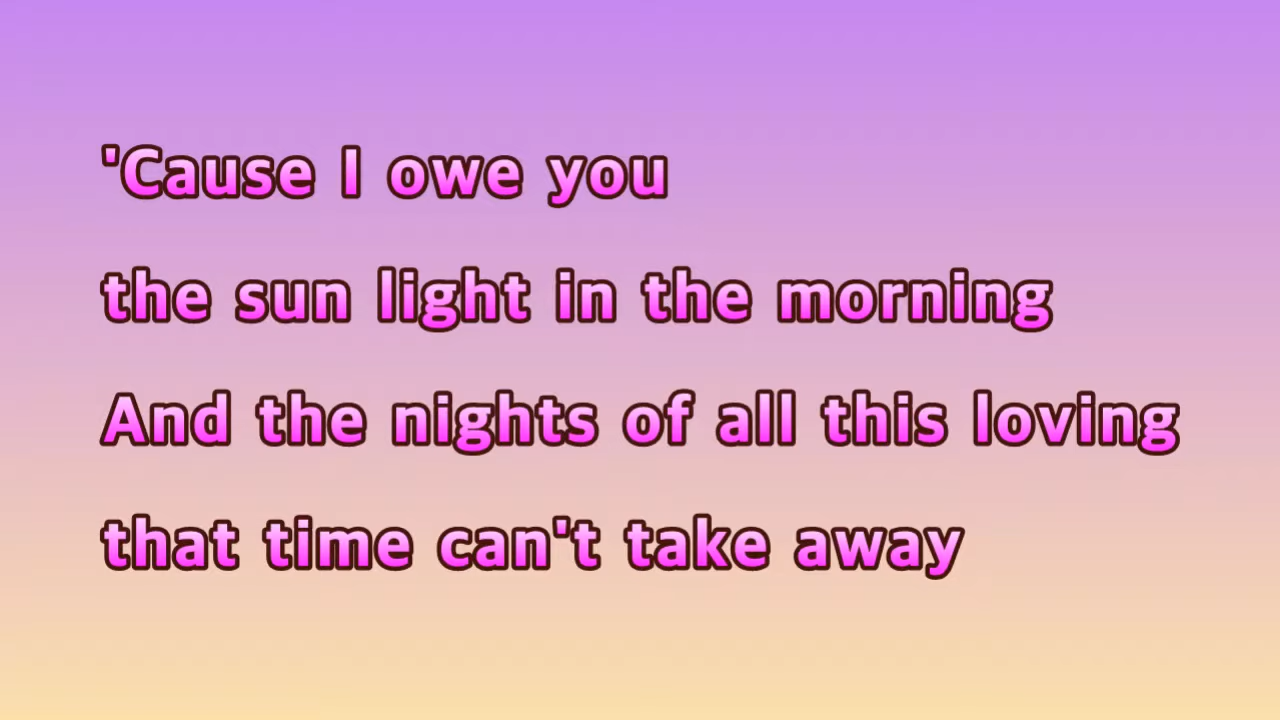 'Cause I owe you
the sun light in the morning
And the nights of all this loving
that time can't take away